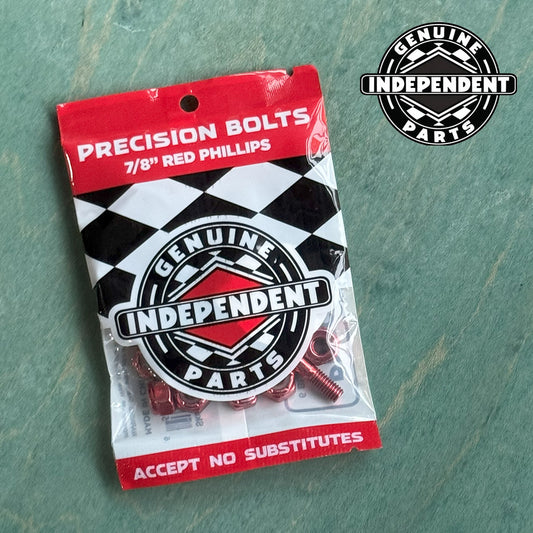 GENUINE
INDEPENDENT
PARTS
PRECISION BOLTS
7/8" RED PHILLIPS
GENUINE
INDEPENDENT
PARTS
ACCEPT NO SUBSTITUTES